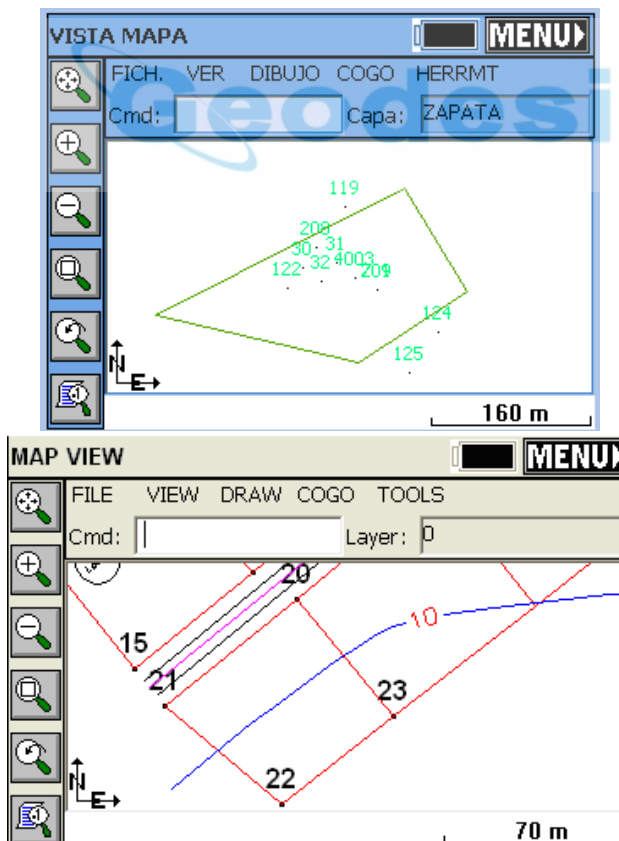 VISTA MAPA MENU
FICH. VER DIBUJO COGO HERRMT
Cmd: Capa: ZAPATA
Geodesi
119
208
30 31
122 32 4003
124
125
N
E
160 m
MAP VIEW MENU
FILE VIEW DRAW COGO TOOLS
Cmd: Layer: 0
20
10
15
21
23
22
N
E
70 m